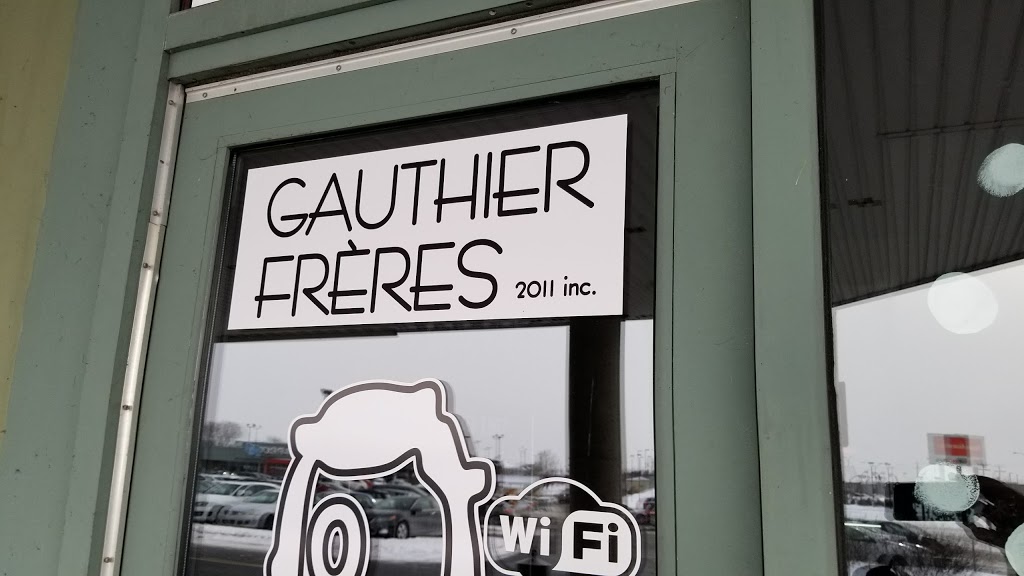 GAUTHIER
FRÈRES 2011 inc.
Wi Fi